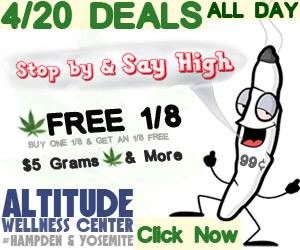 4/20 DEALS ALL DAY
Stop by & Say High
FREE 1/8
BUY ONE 1/8 & GET AN 1/8 FREE
$5 Grams & More
99¢
ALTITUDE
WELLNESS CENTER
AT HAMPDEN & YOSEMITE
Click Now